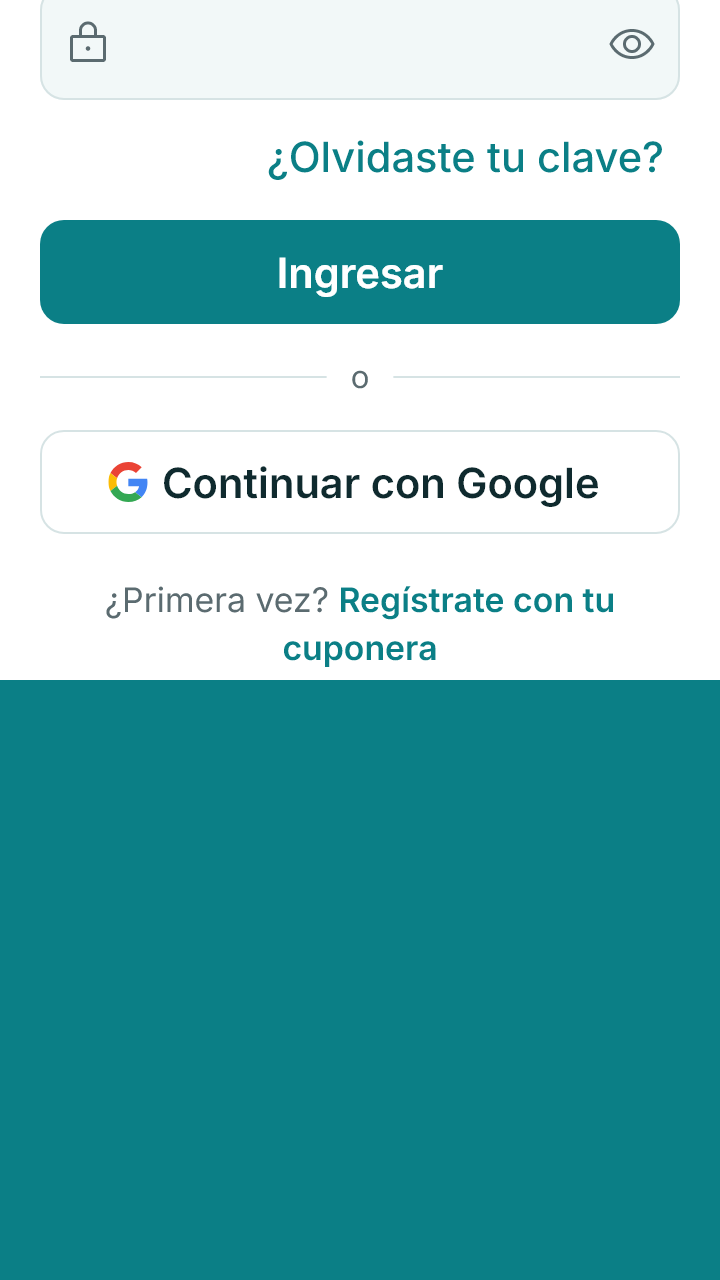 ¿Olvidaste tu clave?
Ingresar
o
Continuar con Google
¿Primera vez? Regístrate con tu
cuponera